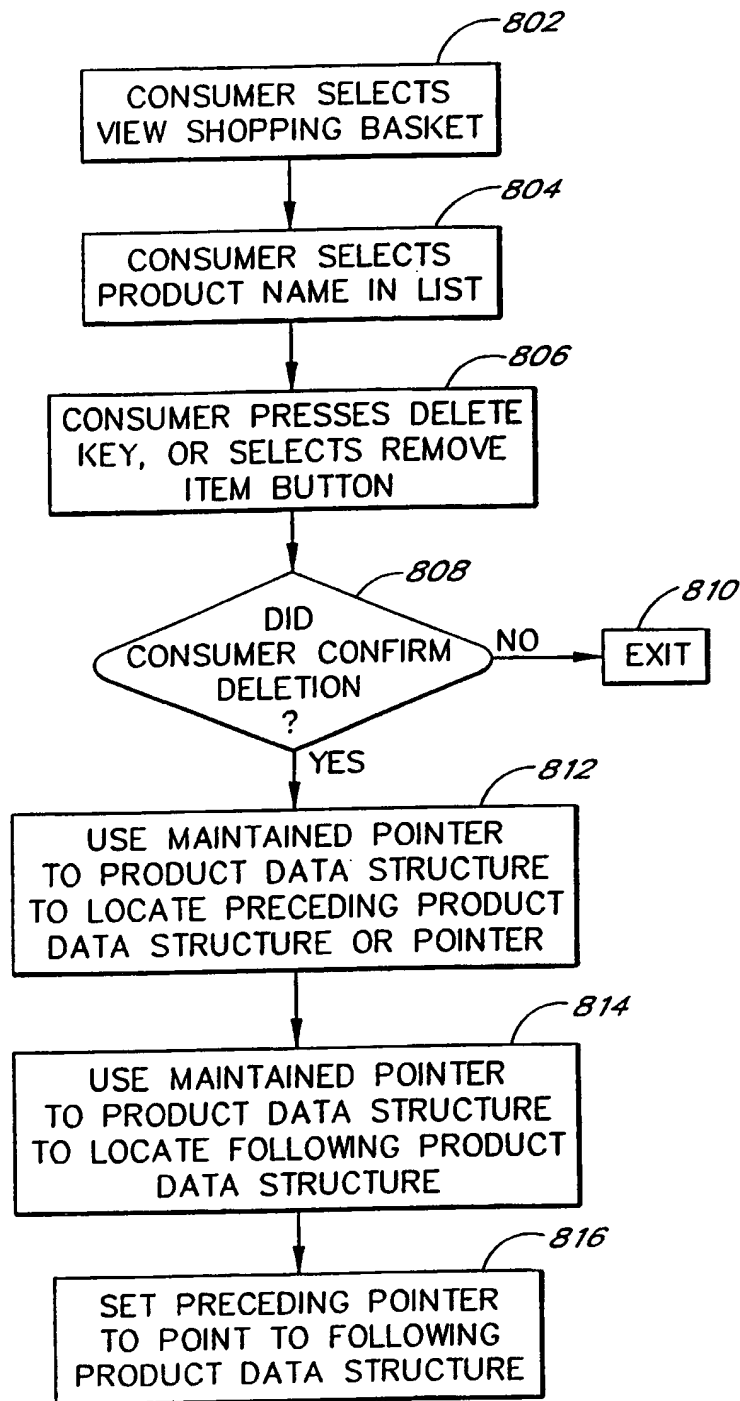 802
CONSUMER SELECTS
VIEW SHOPPING BASKET
804
CONSUMER SELECTS
PRODUCT NAME IN LIST
806
CONSUMER PRESSES DELETE
KEY, OR SELECTS REMOVE
ITEM BUTTON
808
DID
CONSUMER CONFIRM
DELETION
?
NO
810
EXIT
YES
812
USE MAINTAINED POINTER
TO PRODUCT DATA STRUCTURE
TO LOCATE PRECEDING PRODUCT
DATA STRUCTURE OR POINTER
814
USE MAINTAINED POINTER
TO PRODUCT DATA STRUCTURE
TO LOCATE FOLLOWING PRODUCT
DATA STRUCTURE
816
SET PRECEDING POINTER
TO POINT TO FOLLOWING
PRODUCT DATA STRUCTURE